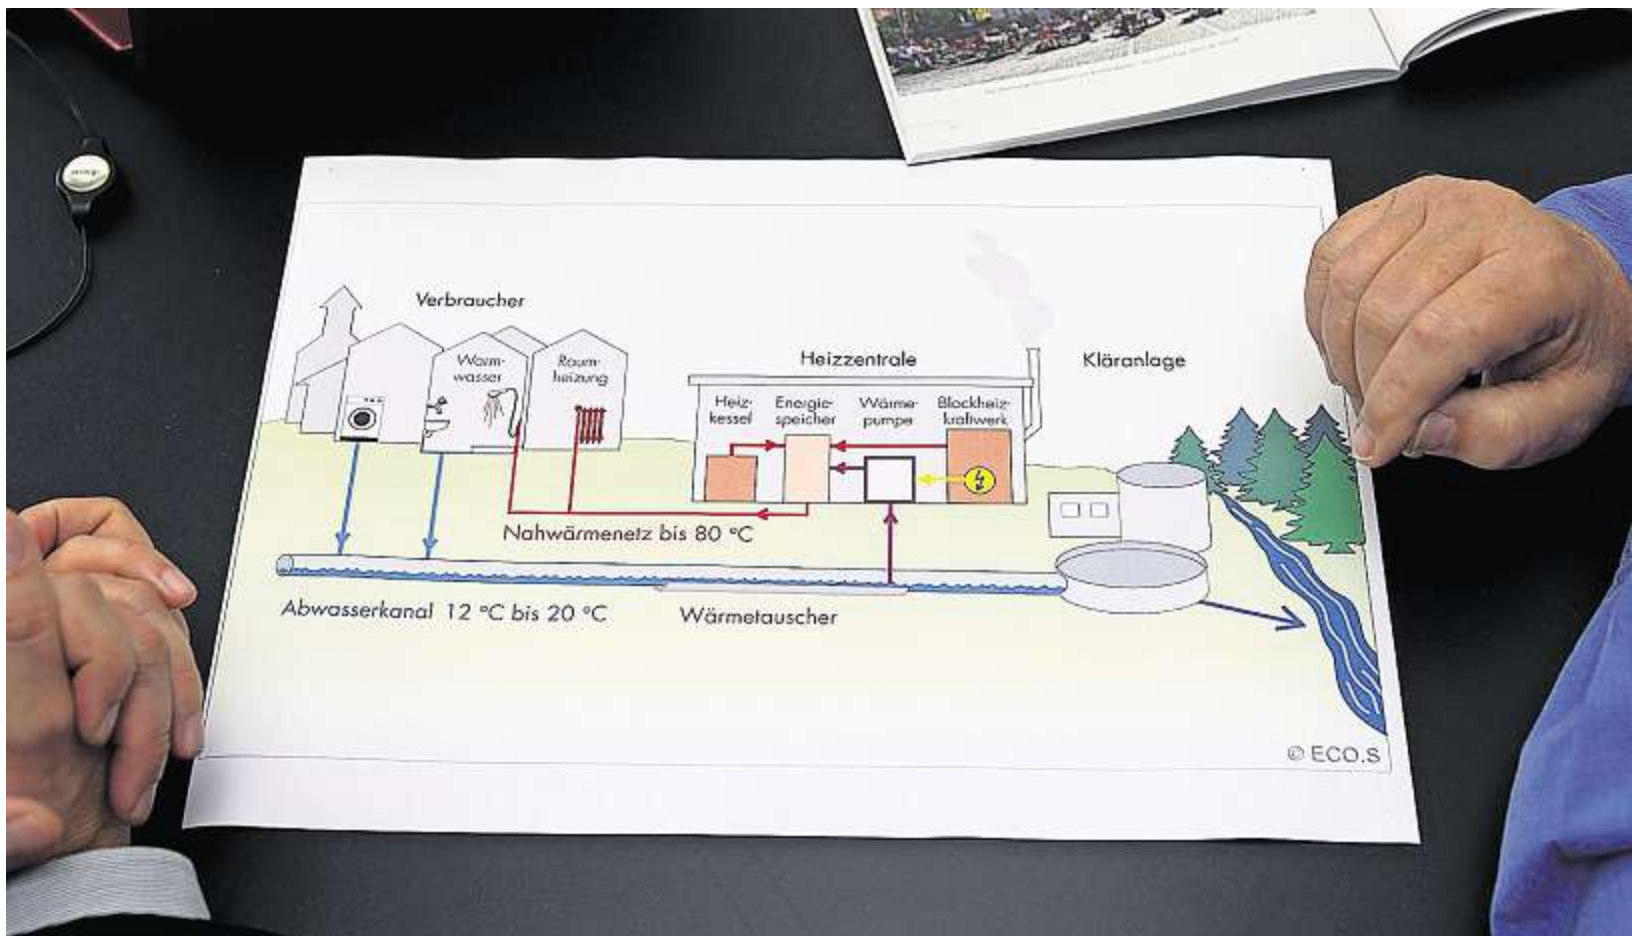 Verbraucher
Warm-
wasser
Raum-
heizung
Heizzentrale
Kläranlage
Heiz-
kessel
Energie-
speicher
Wärme-
pumpe
Blockheiz-
kraftwerk
Nahwärmenetz bis 80 °C
Abwasserkanal 12 °C bis 20 °C
Wärmetauscher
© ECO.S